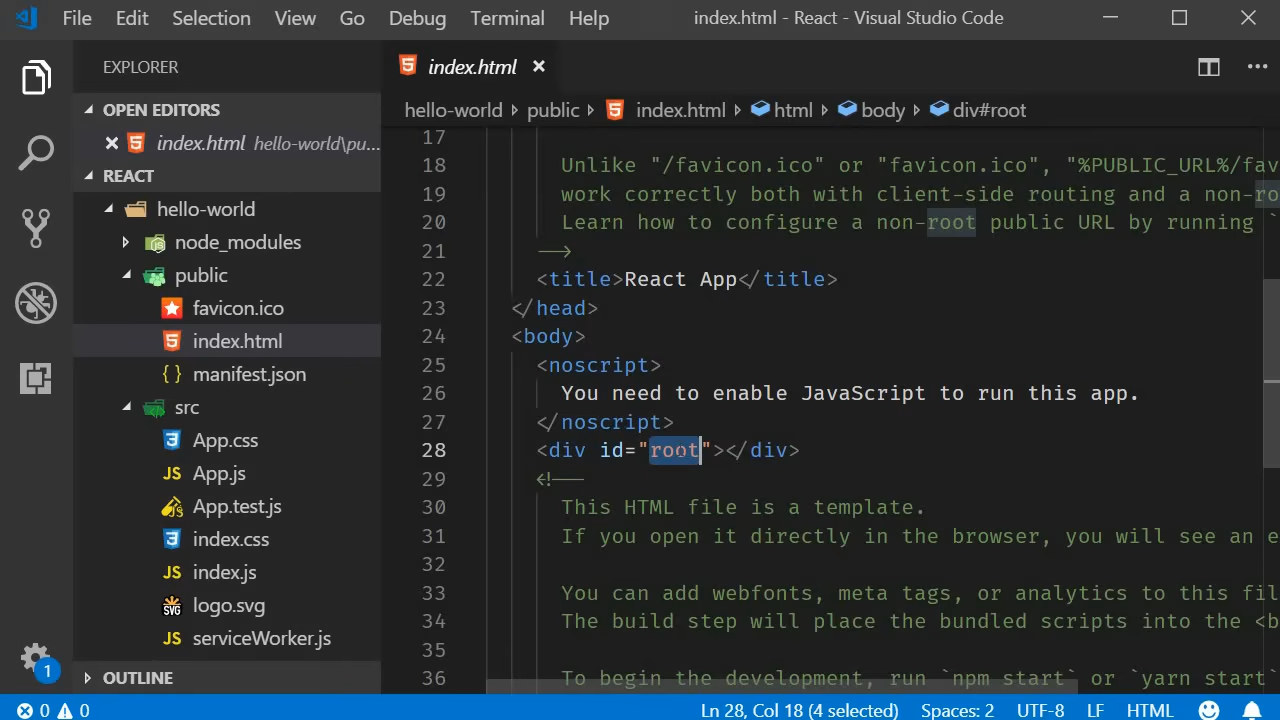 File Edit Selection View Go Debug Terminal Help index.html - React - Visual Studio Code
EXPLORER
OPEN EDITORS
index.html hello-world\pu...
REACT
hello-world
node_modules
public
favicon.ico
index.html
manifest.json
src
App.css
App.js
App.test.js
index.css
index.js
logo.svg
serviceWorker.js
OUTLINE
1
index.html
hello-world public index.html html body div#root
17
18 Unlike "/favicon.ico" or "favicon.ico", "%PUBLIC_URL%/fav
19 work correctly both with client-side routing and a non-ro
20 Learn how to configure a non-root public URL by running `
21 -->
22 <title>React App</title>
23 </head>
24 <body>
25 <noscript>
26 You need to enable JavaScript to run this app.
27 </noscript>
28 <div id="root"></div>
29 <!--
30 This HTML file is a template.
31 If you open it directly in the browser, you will see an e
32
33 You can add webfonts, meta tags, or analytics to this fil
34 The build step will place the bundled scripts into the <b
35
36 To begin the development, run `npm start` or `yarn start`
0 0 Ln 28, Col 18 (4 selected) Spaces: 2 UTF-8 LF HTML